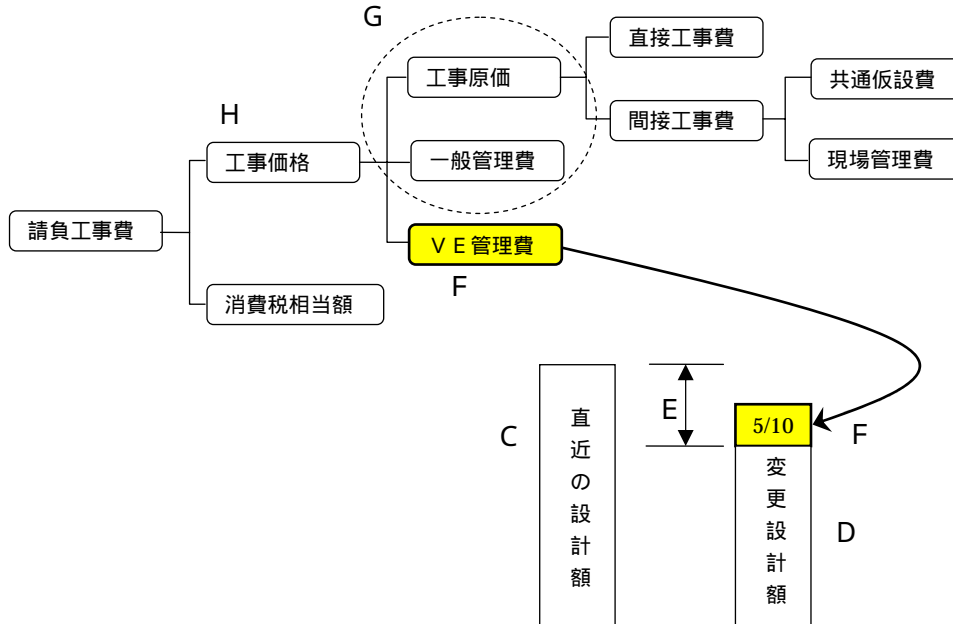 G
直接工事費
工事原価
共通仮設費
H
間接工事費
工事価格
一般管理費
現場管理費
請負工事費
ＶＥ管理費
F
消費税相当額
E
C
直近の設計額
5/10
F
変更設計額
D